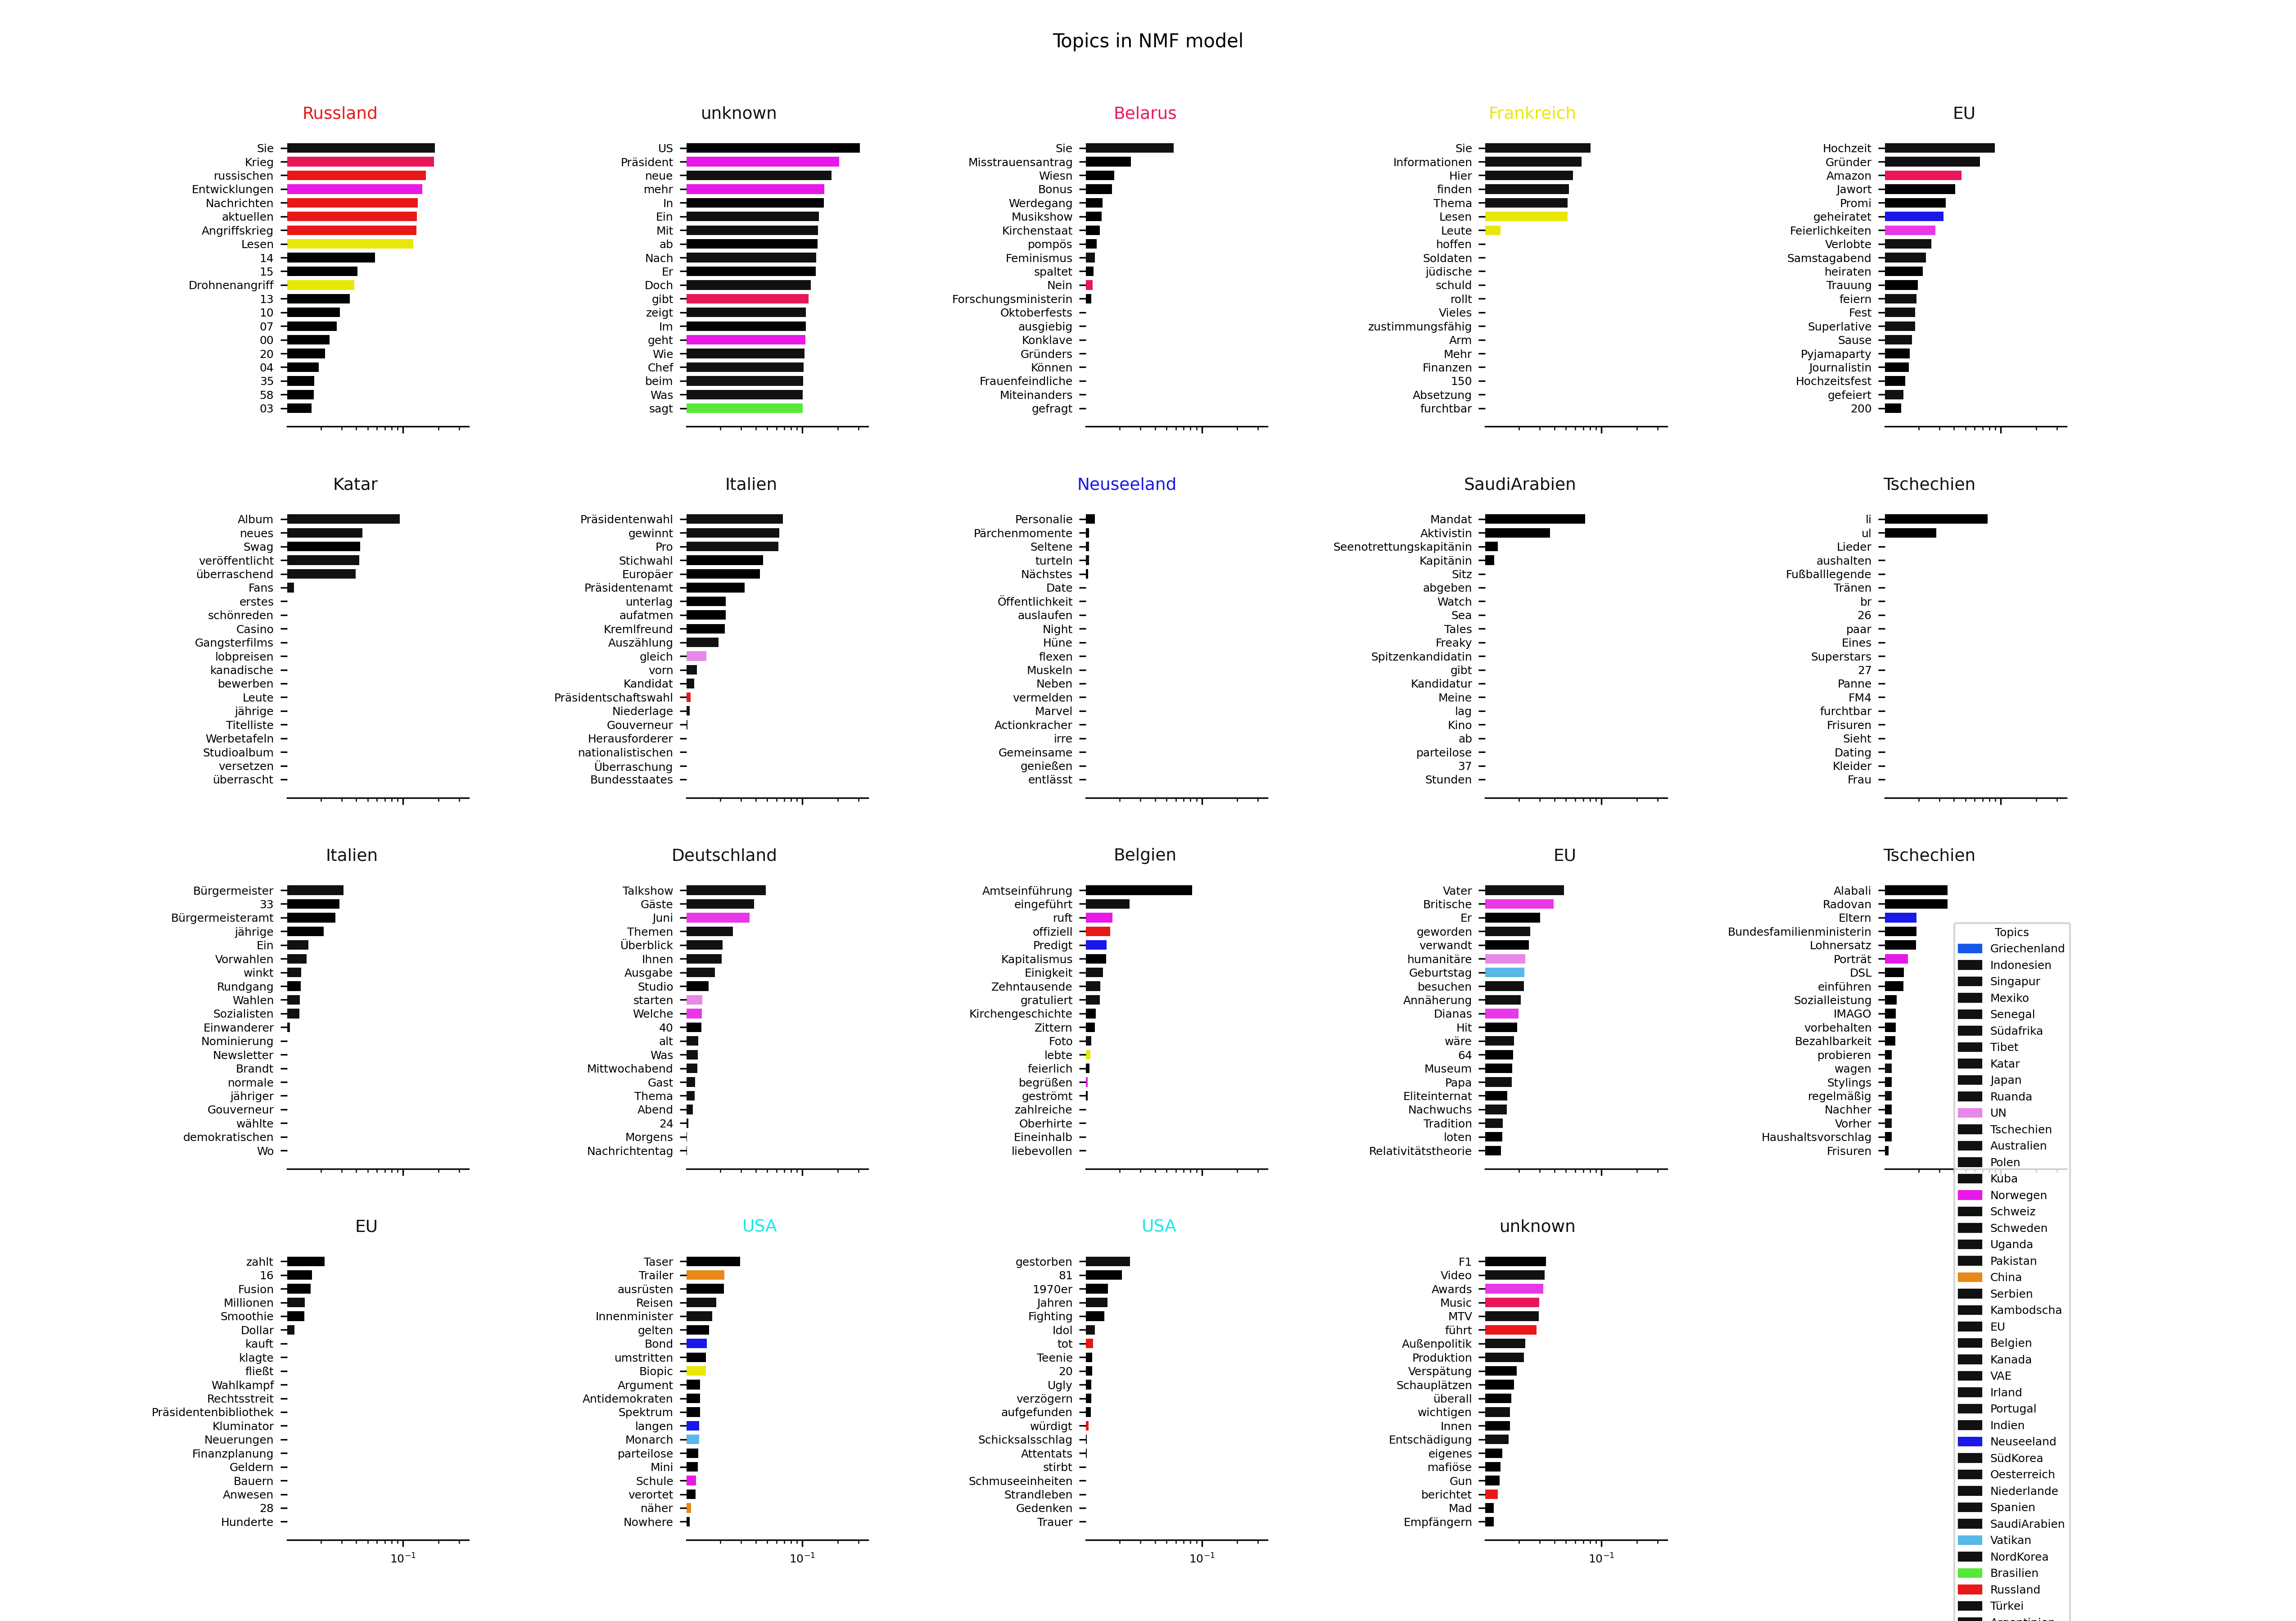 Topics in NMF model
Russland
Sie
Krieg
russischen
Entwicklungen
Nachrichten
aktuellen
Angriffskrieg
Lesen
14
15
Drohnenangriff
13
10
07
00
20
04
35
58
03
unknown
US
Präsident
neue
mehr
In
Ein
Mit
ab
Nach
Er
Doch
gibt
zeigt
Im
geht
Wie
Chef
beim
Was
sagt
Belarus
Sie
Misstrauensantrag
Wiesn
Bonus
Werdegang
Musikshow
Kirchenstaat
pompös
Feminismus
spaltet
Nein
Forschungsministerin
Oktoberfests
ausgiebig
Konklave
Gründers
Können
Frauenfeindliche
Miteinanders
gefragt
Frankreich
Sie
Informationen
Hier
finden
Thema
Lesen
Leute
hoffen
Soldaten
jüdische
schuld
rollt
Vieles
zustimmungsfähig
Arm
Mehr
Finanzen
150
Absetzung
furchtbar
EU
Hochzeit
Gründer
Amazon
Jawort
Promi
geheiratet
Feierlichkeiten
Verlobte
Samstagabend
heiraten
Trauung
feiern
Fest
Superlative
Sause
Pyjamaparty
Journalistin
Hochzeitsfest
gefeiert
200
Katar
Album
neues
Swag
veröffentlicht
überraschend
Fans
erstes
schönreden
Casino
Gangsterfilms
lobpreisen
kanadische
bewerben
Leute
jährige
Titelliste
Werbetafeln
Studioalbum
versetzen
überrascht
Italien
Präsidentenwahl
gewinnt
Pro
Stichwahl
Europäer
Präsidentenamt
unterlag
aufatmen
Kremlfreund
Auszählung
gleich
vorn
Kandidat
Präsidentschaftswahl
Niederlage
Gouverneur
Herausforderer
nationalistischen
Überraschung
Bundesstaates
Neuseeland
Personalie
Pärchenmomente
Seltene
turteln
Nächstes
Date
Öffentlichkeit
auslaufen
Night
Hüne
flexen
Muskeln
Neben
vermelden
Marvel
Actionkracher
irre
Gemeinsame
genießen
entlässt
SaudiArabien
Mandat
Aktivistin
Seenotrettungskapitänin
Kapitänin
Sitz
abgeben
Watch
Sea
Tales
Freaky
Spitzenkandidatin
gibt
Kandidatur
Meine
lag
Kino
ab
parteilose
37
Stunden
Tschechien
li
ul
Lieder
aushalten
Fußballlegende
Tränen
br
26
paar
Eines
Superstars
27
Panne
FM4
furchtbar
Frisuren
Sieht
Dating
Kleider
Frau
Italien
Bürgermeister
33
Bürgermeisteramt
jährige
Ein
Vorwahlen
winkt
Rundgang
Wahlen
Sozialisten
Einwanderer
Nominierung
Newsletter
Brandt
normale
jähriger
Gouverneur
wählte
demokratischen
Wo
Deutschland
Talkshow
Gäste
Juni
Themen
Überblick
Ihnen
Ausgabe
Studio
starten
Welche
40
alt
Was
Mittwochabend
Gast
Thema
Abend
24
Morgens
Nachrichtentag
Belgien
Amtseinführung
eingeführt
ruft
offiziell
Predigt
Kapitalismus
Einigkeit
Zehntausende
gratuliert
Kirchengeschichte
Zittern
Foto
lebte
feierlich
begrüßen
geströmt
zahlreiche
Oberhirte
Eineinhalb
liebevollen
EU
Vater
Britische
Er
geworden
verwandt
humanitäre
Geburtstag
besuchen
Annäherung
Dianas
Hit
wäre
64
Museum
Papa
Eliteinternat
Nachwuchs
Tradition
loten
Relativitätstheorie
Tschechien
Alabali
Radovan
Eltern
Bundesfamilienministerin
Lohnersatz
Porträt
DSL
einführen
Sozialleistung
IMAGO
vorbehalten
Bezahlbarkeit
probieren
wagen
Stylings
regelmäßig
Nachher
Vorher
Haushaltsvorschlag
Frisuren
EU
zahlt
16
Fusion
Millionen
Smoothie
Dollar
kauft
klagte
fließt
Wahlkampf
Rechtsstreit
Präsidentenbibliothek
Kluminator
Neuerungen
Finanzplanung
Geldern
Bauern
Anwesen
28
Hunderte
10⁻¹
USA
Taser
Trailer
ausrüsten
Reisen
Innenminister
gelten
Bond
umstritten
Biopic
Argument
Antidemokraten
Spektrum
langen
Monarch
parteilose
Mini
Schule
verortet
näher
Nowhere
10⁻¹
USA
gestorben
81
1970er
Jahren
Fighting
Idol
tot
Teenie
20
Ugly
verzögern
aufgefunden
würdigt
Schicksalsschlag
Attentats
stirbt
Schmuseeinheiten
Strandleben
Gedenken
Trauer
10⁻¹
unknown
F1
Video
Awards
Music
MTV
führt
Außenpolitik
Produktion
Verspätung
Schauplätzen
überall
wichtigen
Innen
Entschädigung
eigenes
mafiöse
Gun
berichtet
Mad
Empfängern
10⁻¹
Topics
Griechenland
Indonesien
Singapur
Mexiko
Senegal
Südafrika
Tibet
Katar
Japan
Ruanda
UN
Tschechien
Australien
Polen
Kuba
Norwegen
Schweiz
Schweden
Uganda
Pakistan
China
Serbien
Kambodscha
EU
Belgien
Kanada
VAE
Irland
Portugal
Indien
Neuseeland
SüdKorea
Oesterreich
Niederlande
Spanien
SaudiArabien
Vatikan
NordKorea
Brasilien
Russland
Türkei